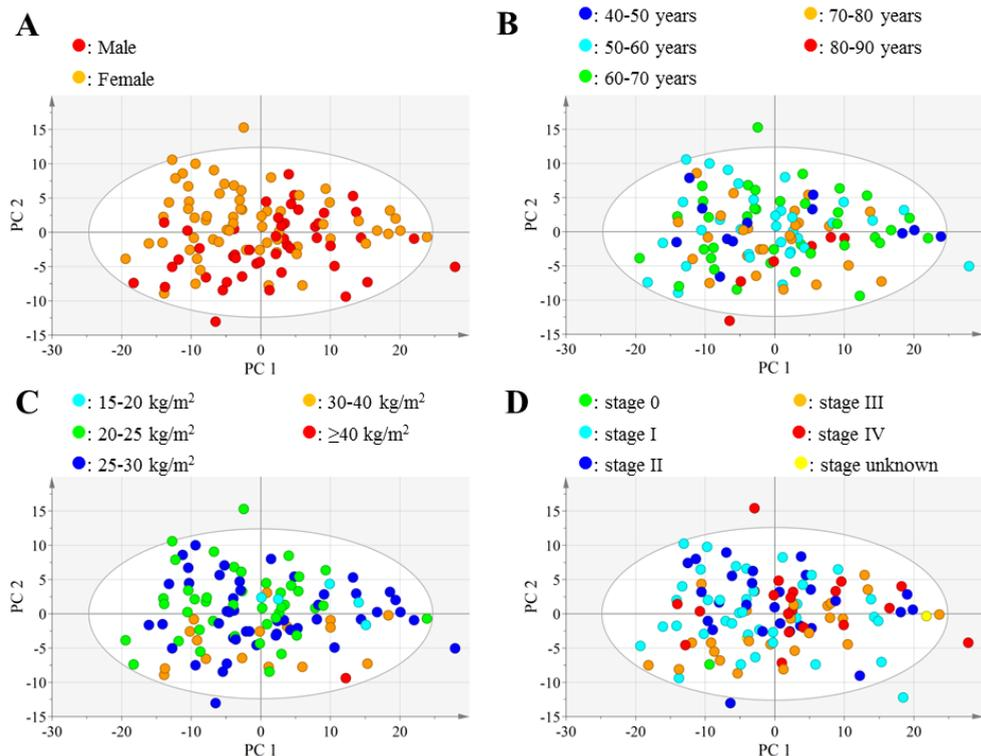 A
: Male
: Female
15
10
5
0
-5
-10
-15
PC 2
-30 -20 -10 0 10 20
PC 1
B
: 40-50 years
: 50-60 years
: 60-70 years
: 70-80 years
: 80-90 years
15
10
5
0
-5
-10
-15
PC 2
-30 -20 -10 0 10 20
PC 1
C
: 15-20 kg/m²
: 20-25 kg/m²
: 25-30 kg/m²
: 30-40 kg/m²
: ≥40 kg/m²
15
10
5
0
-5
-10
-15
PC 2
-30 -20 -10 0 10 20
PC 1
D
: stage 0
: stage I
: stage II
: stage III
: stage IV
: stage unknown
15
10
5
0
-5
-10
-15
PC 2
-30 -20 -10 0 10 20
PC 1